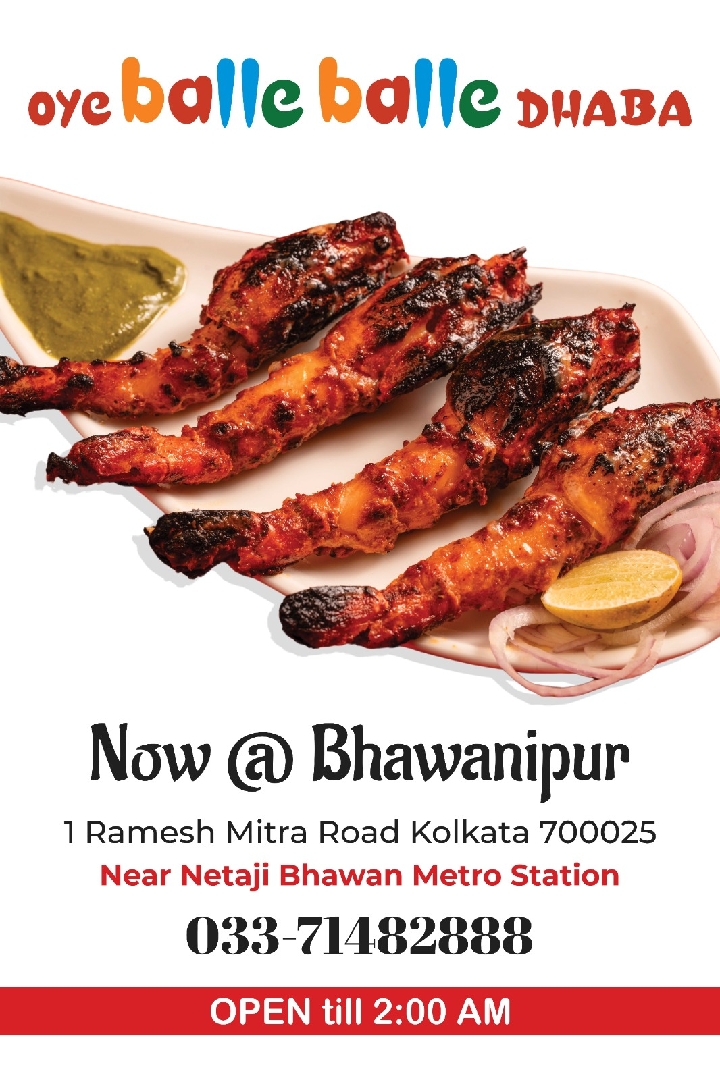 oye balle balle DHABA
Now @ Bhawanipur
1 Ramesh Mitra Road Kolkata 700025
Near Netaji Bhawan Metro Station
033-71482888
OPEN till 2:00 AM